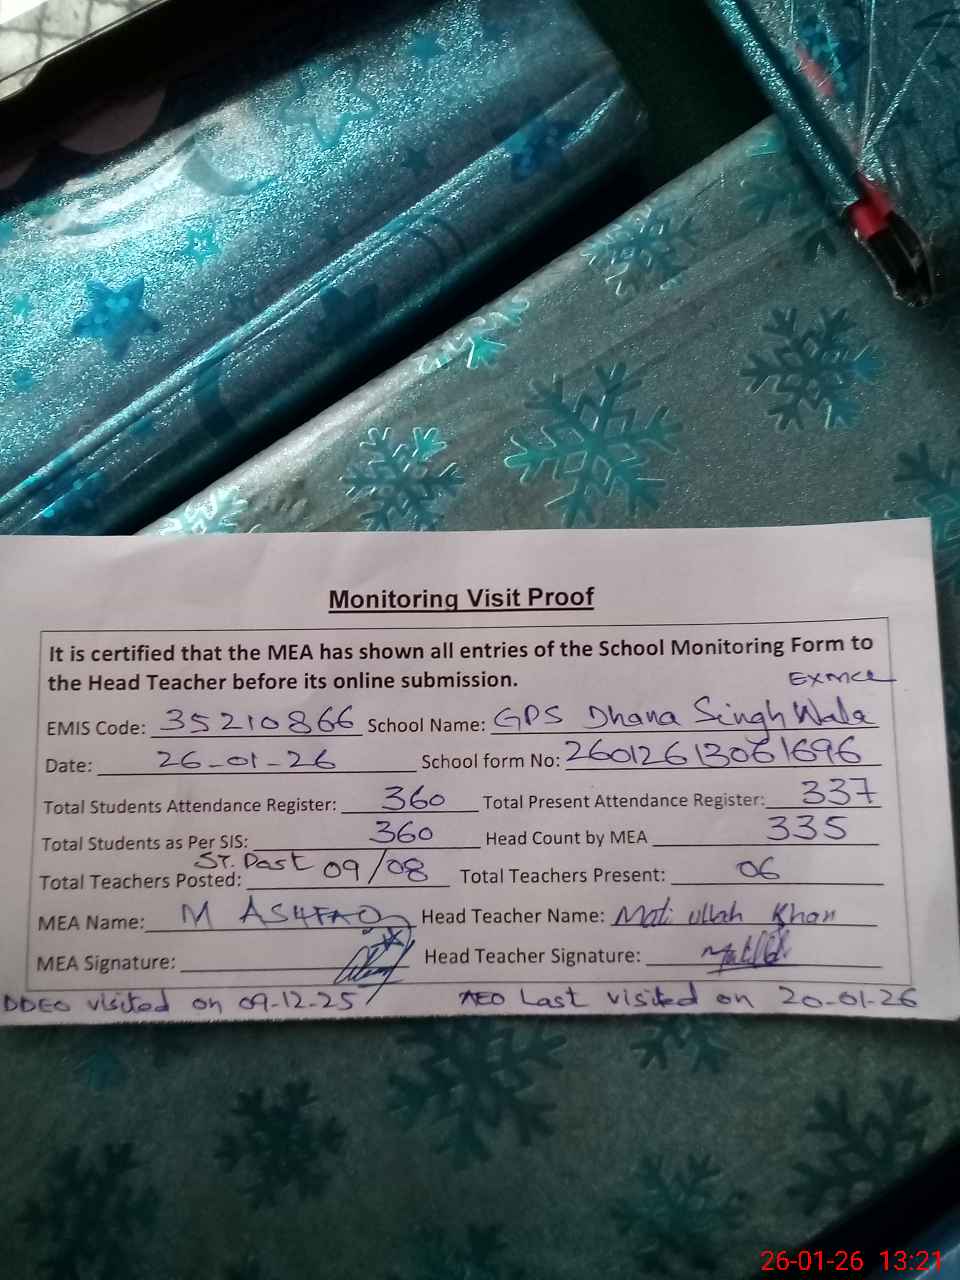 Monitoring Visit Proof
It is certified that the MEA has shown all entries of the School Monitoring Form to
the Head Teacher before its online submission.
EMIS Code: 35210866 School Name: GPS Dhana Singh Wala
Date: 26-01-26 School form No: 26012613061696
Total Students Attendance Register: 360 Total Present Attendance Register: 337
Total Students as Per SIS: 360 Head Count by MEA 335
Total Teachers Posted: ST. Post 09/08 Total Teachers Present: 06
MEA Name: M ASHFAQ Head Teacher Name: Mati ullah Khan
MEA Signature: Head Teacher Signature:
DDEO visited on 09-12-25 AEO Last visited on 20-01-26
26-01-26 13:21